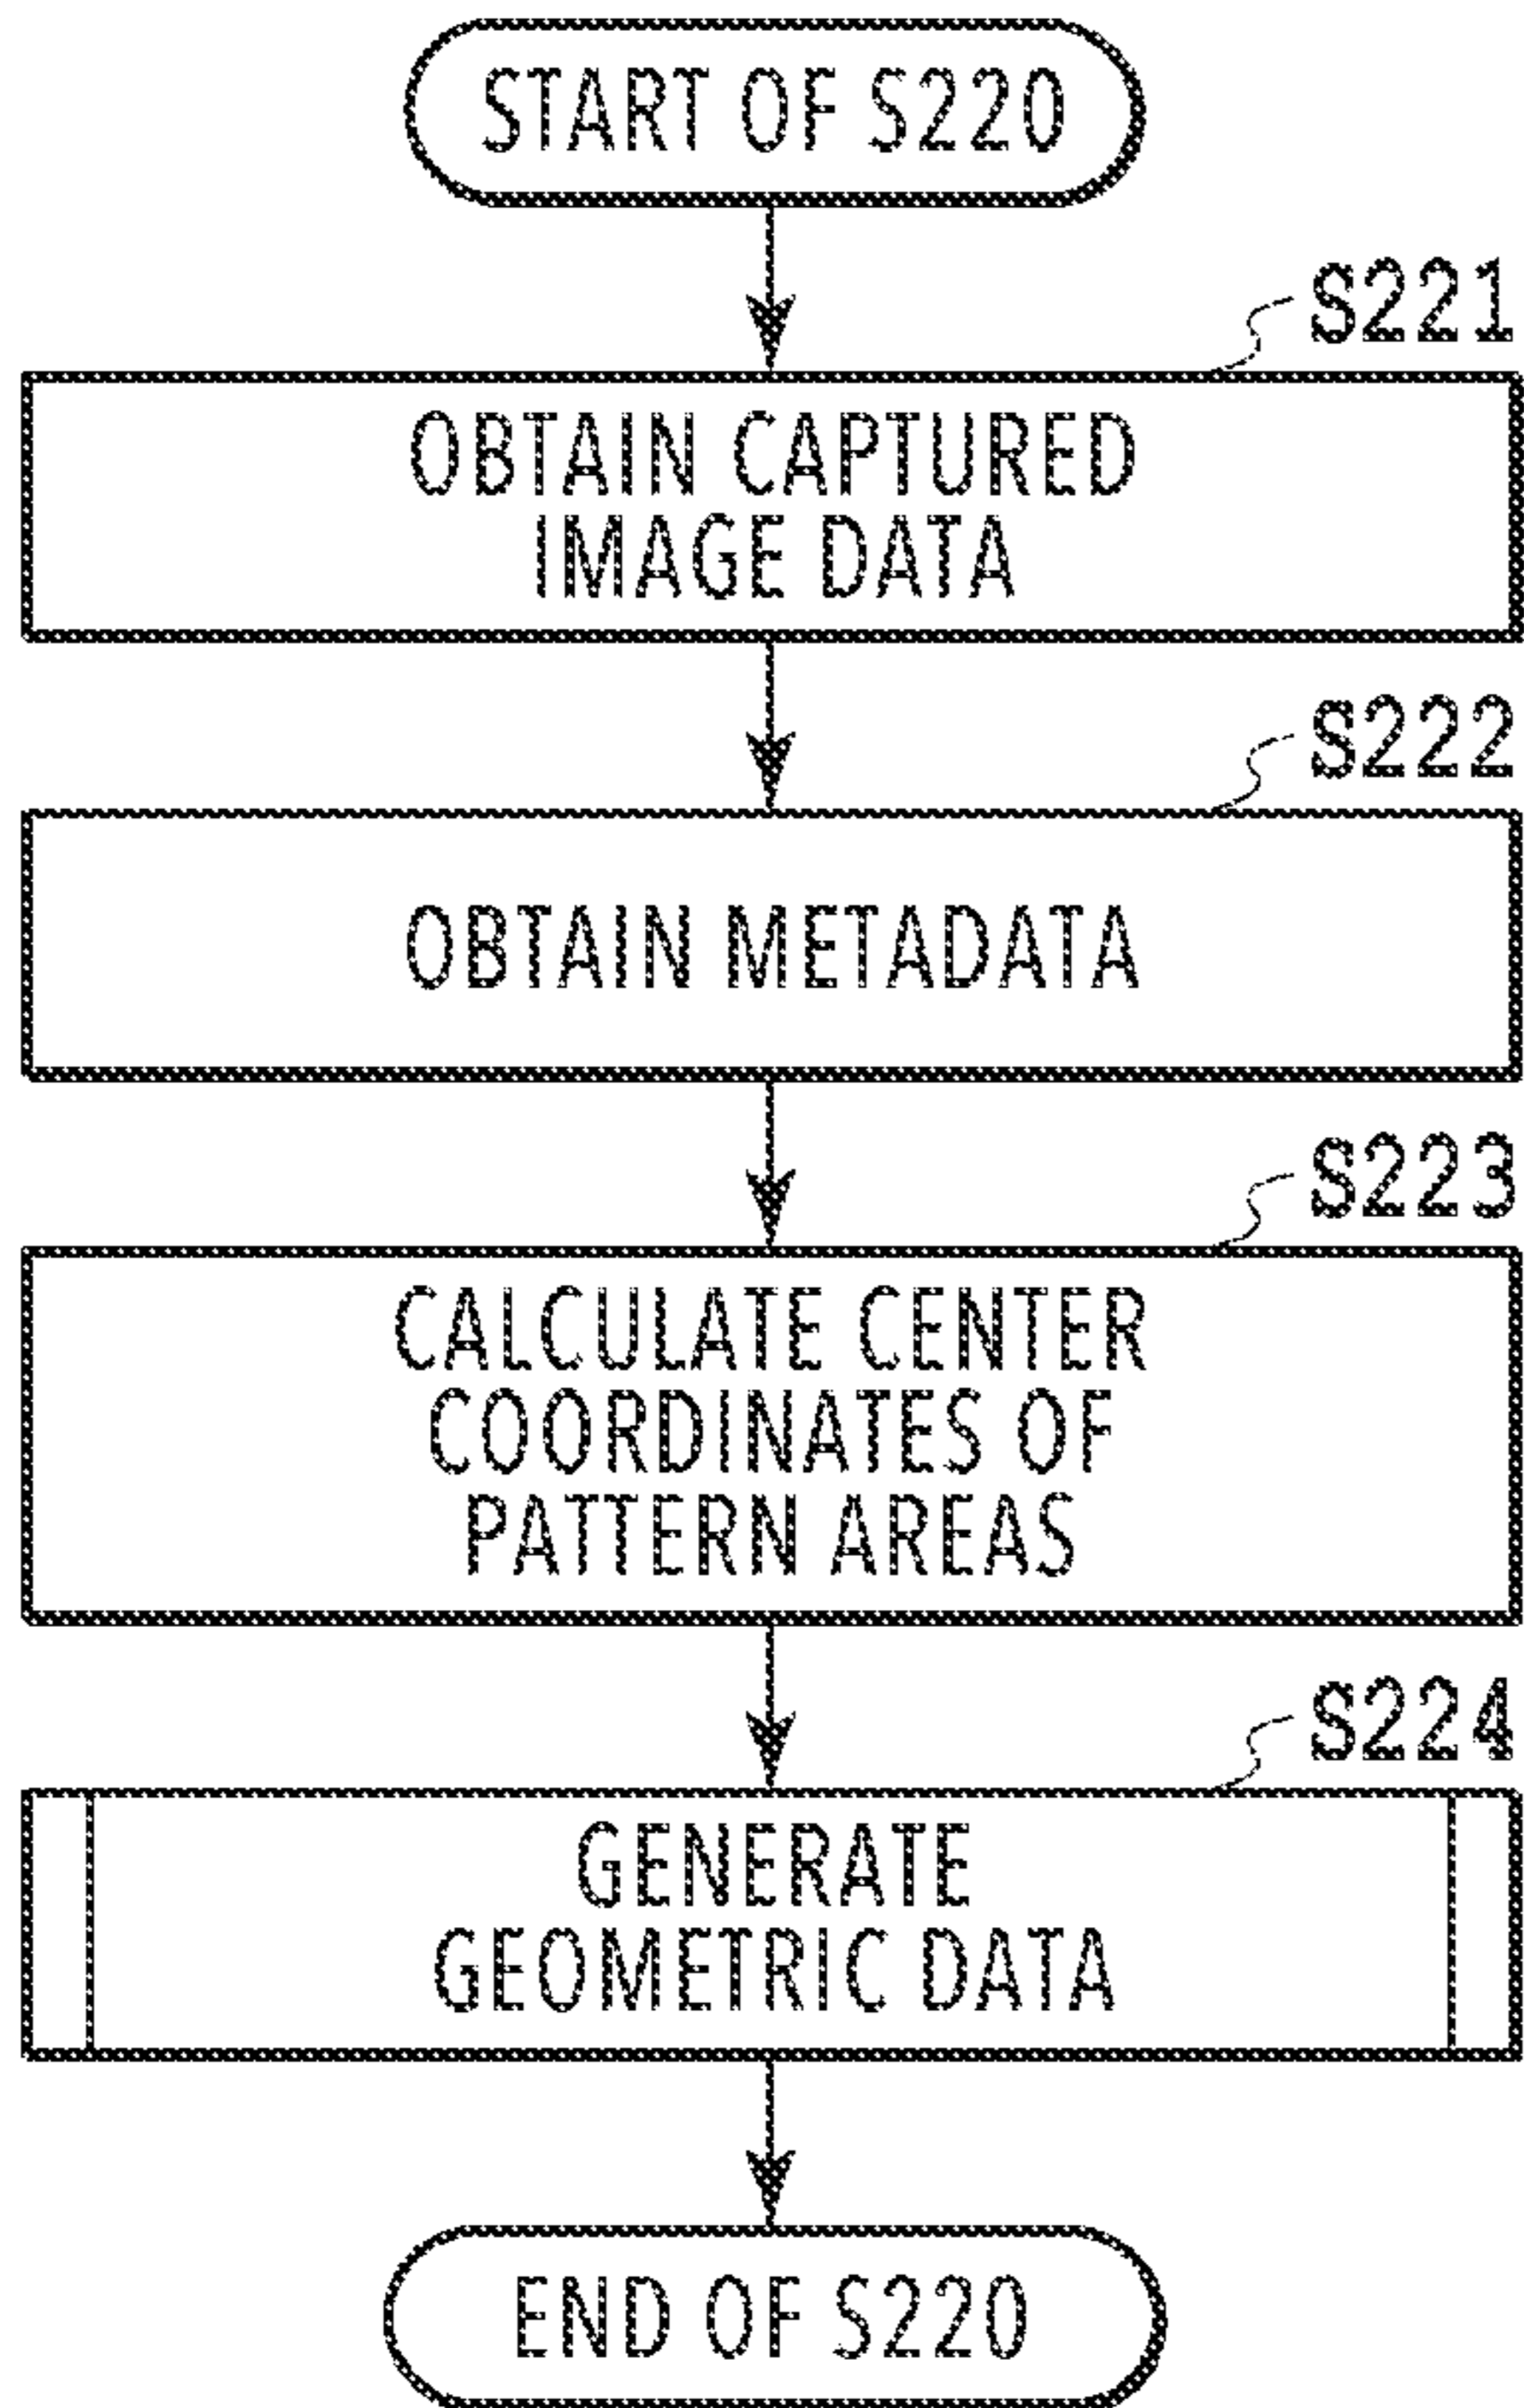 START OF S220
S221
OBTAIN CAPTURED
IMAGE DATA
S222
OBTAIN METADATA
S223
CALCULATE CENTER
COORDINATES OF
PATTERN AREAS
S224
GENERATE
GEOMETRIC DATA
END OF S220